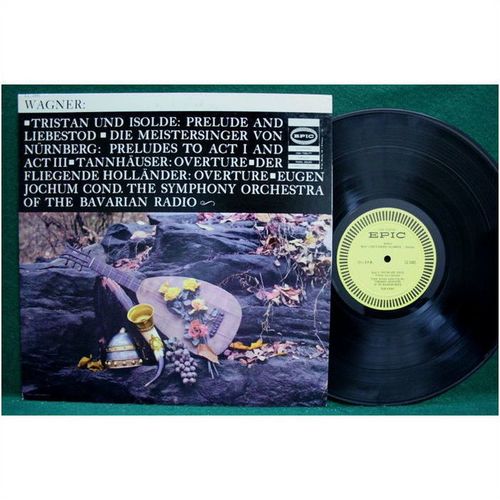 WAGNER:
▪TRISTAN UND ISOLDE: PRELUDE AND
LIEBESTOD ▪ DIE MEISTERSINGER VON
NÜRNBERG: PRELUDES TO ACT I AND
ACT III ▪ TANNHÄUSER: OVERTURE ▪ DER
FLIEGENDE HOLLÄNDER: OVERTURE ▪ EUGEN
JOCHUM COND. THE SYMPHONY ORCHESTRA
OF THE BAVARIAN RADIO
EPIC
EPIC